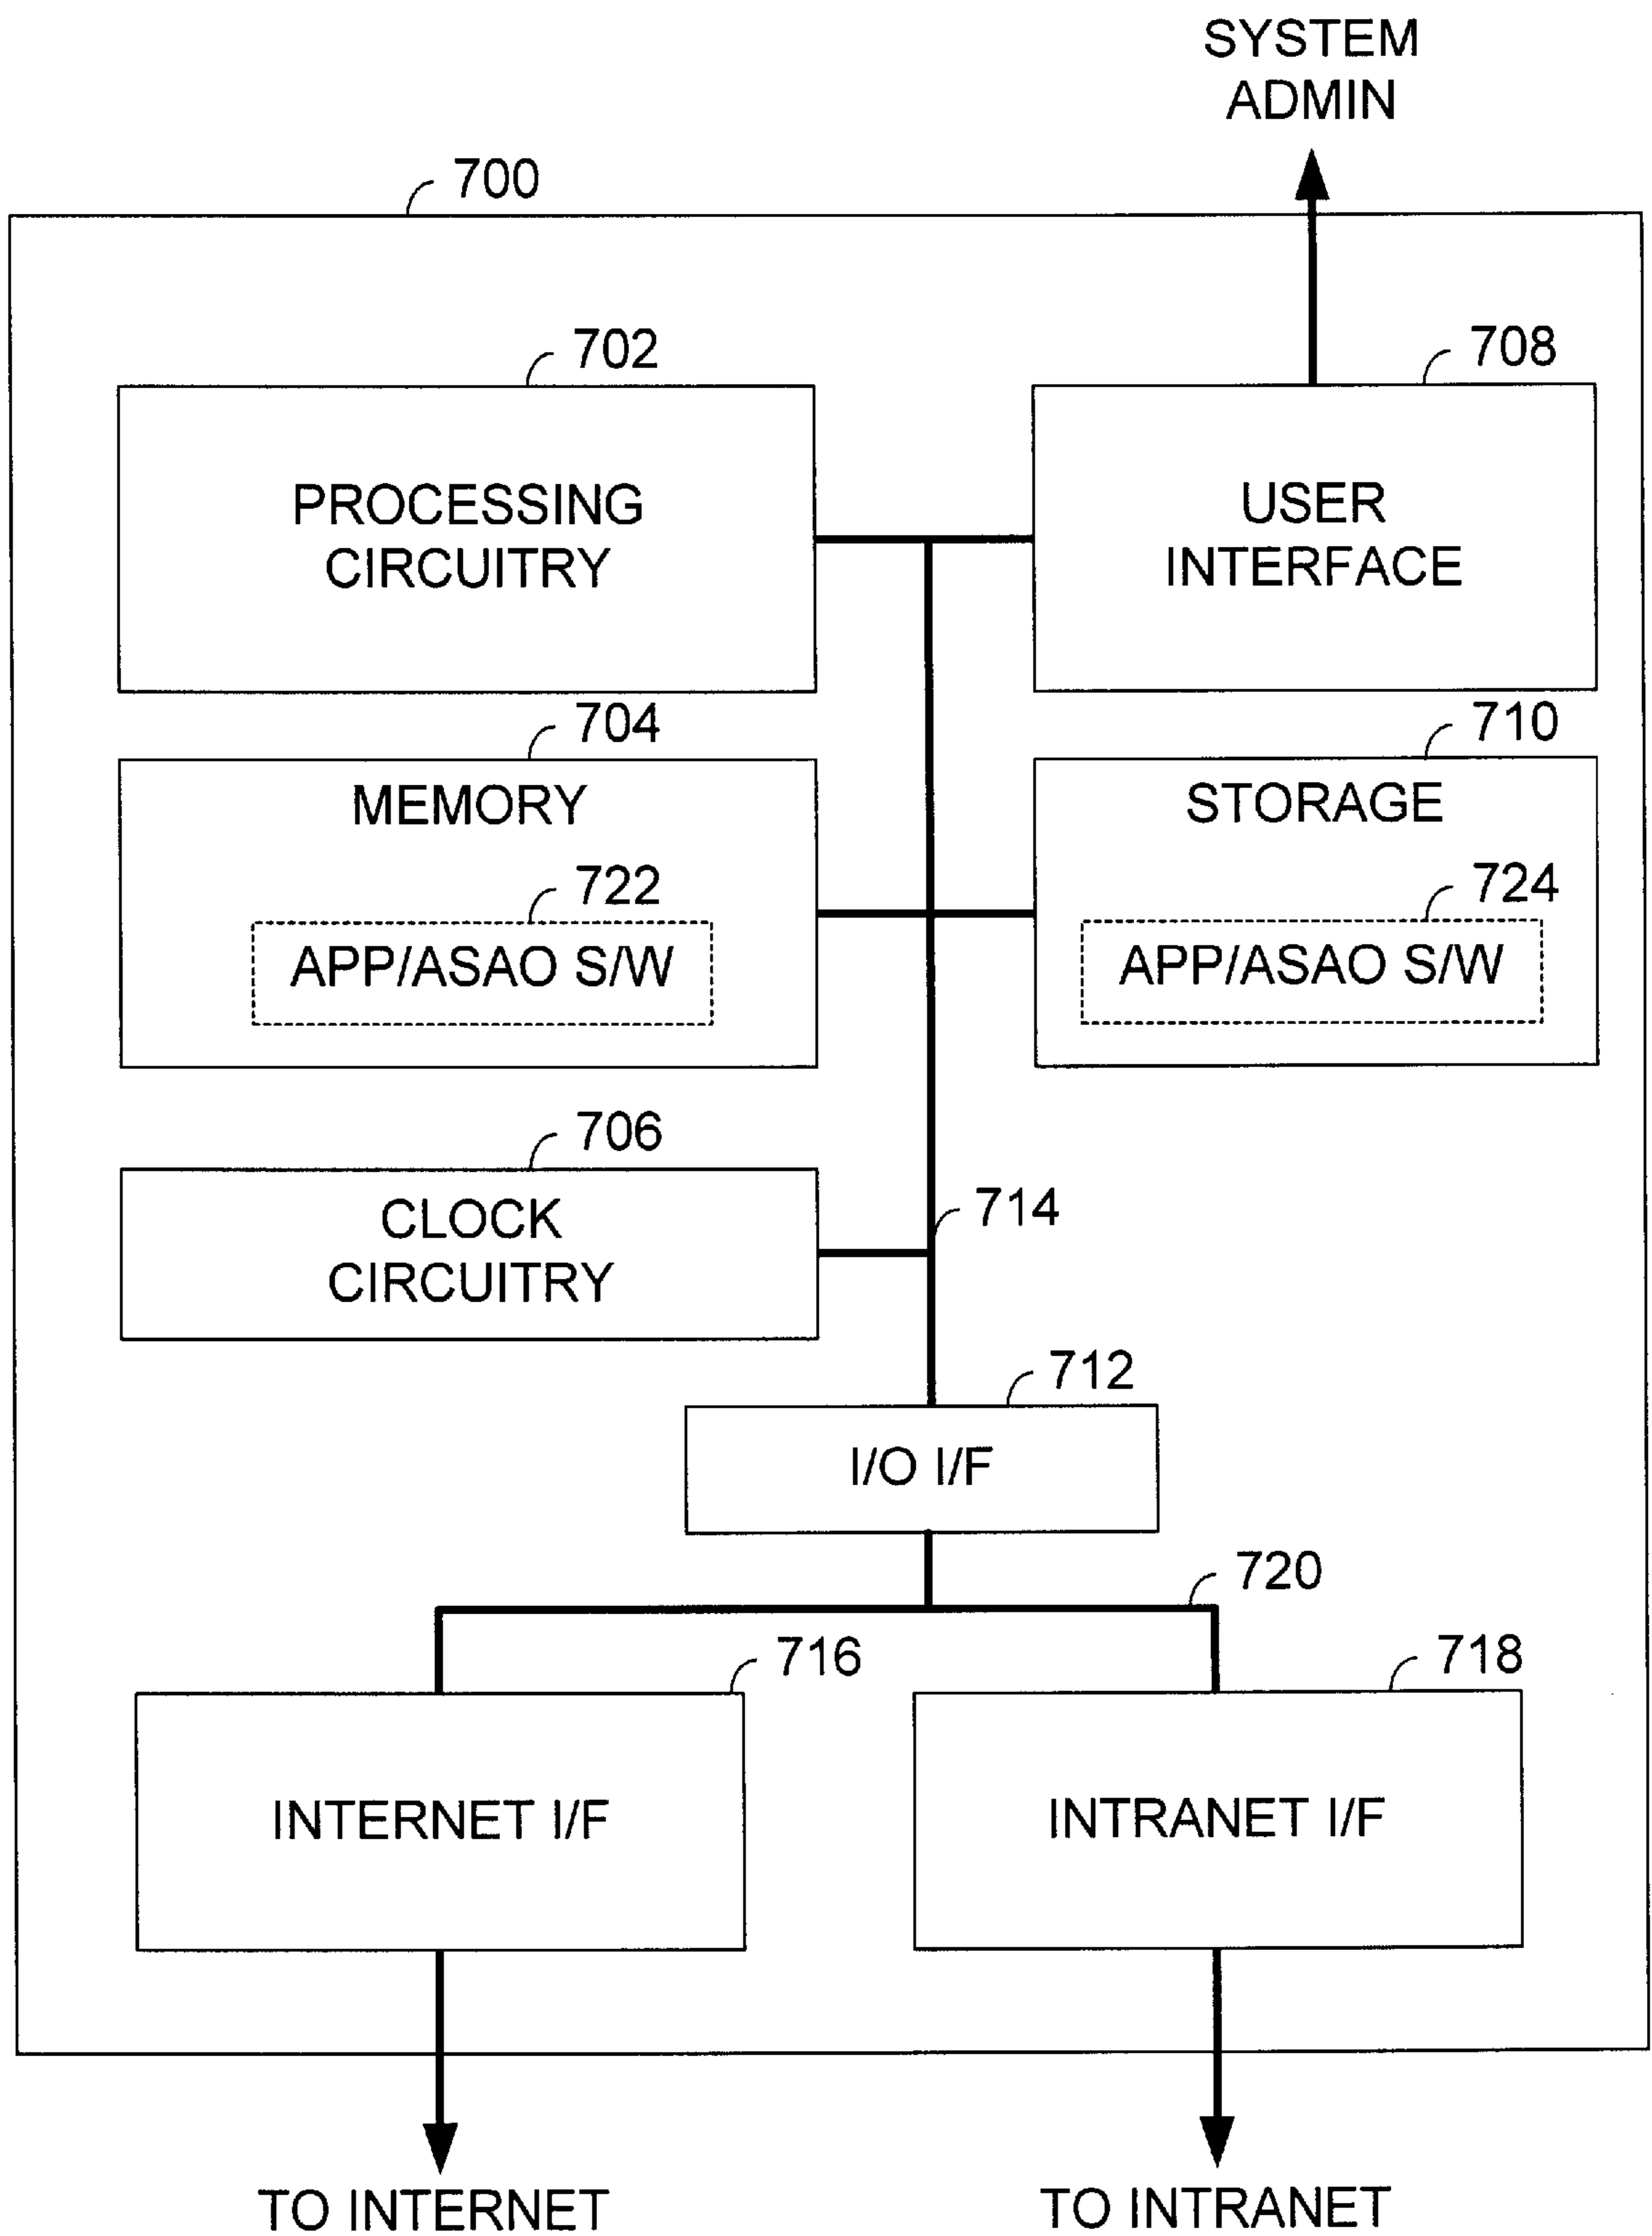 SYSTEM
ADMIN
700
702
708
PROCESSING
CIRCUITRY
USER
INTERFACE
704
710
MEMORY
STORAGE
722
724
APP/ASAO S/W
APP/ASAO S/W
706
CLOCK
CIRCUITRY
714
712
I/O I/F
720
716
718
INTERNET I/F
INTRANET I/F
TO INTERNET
TO INTRANET